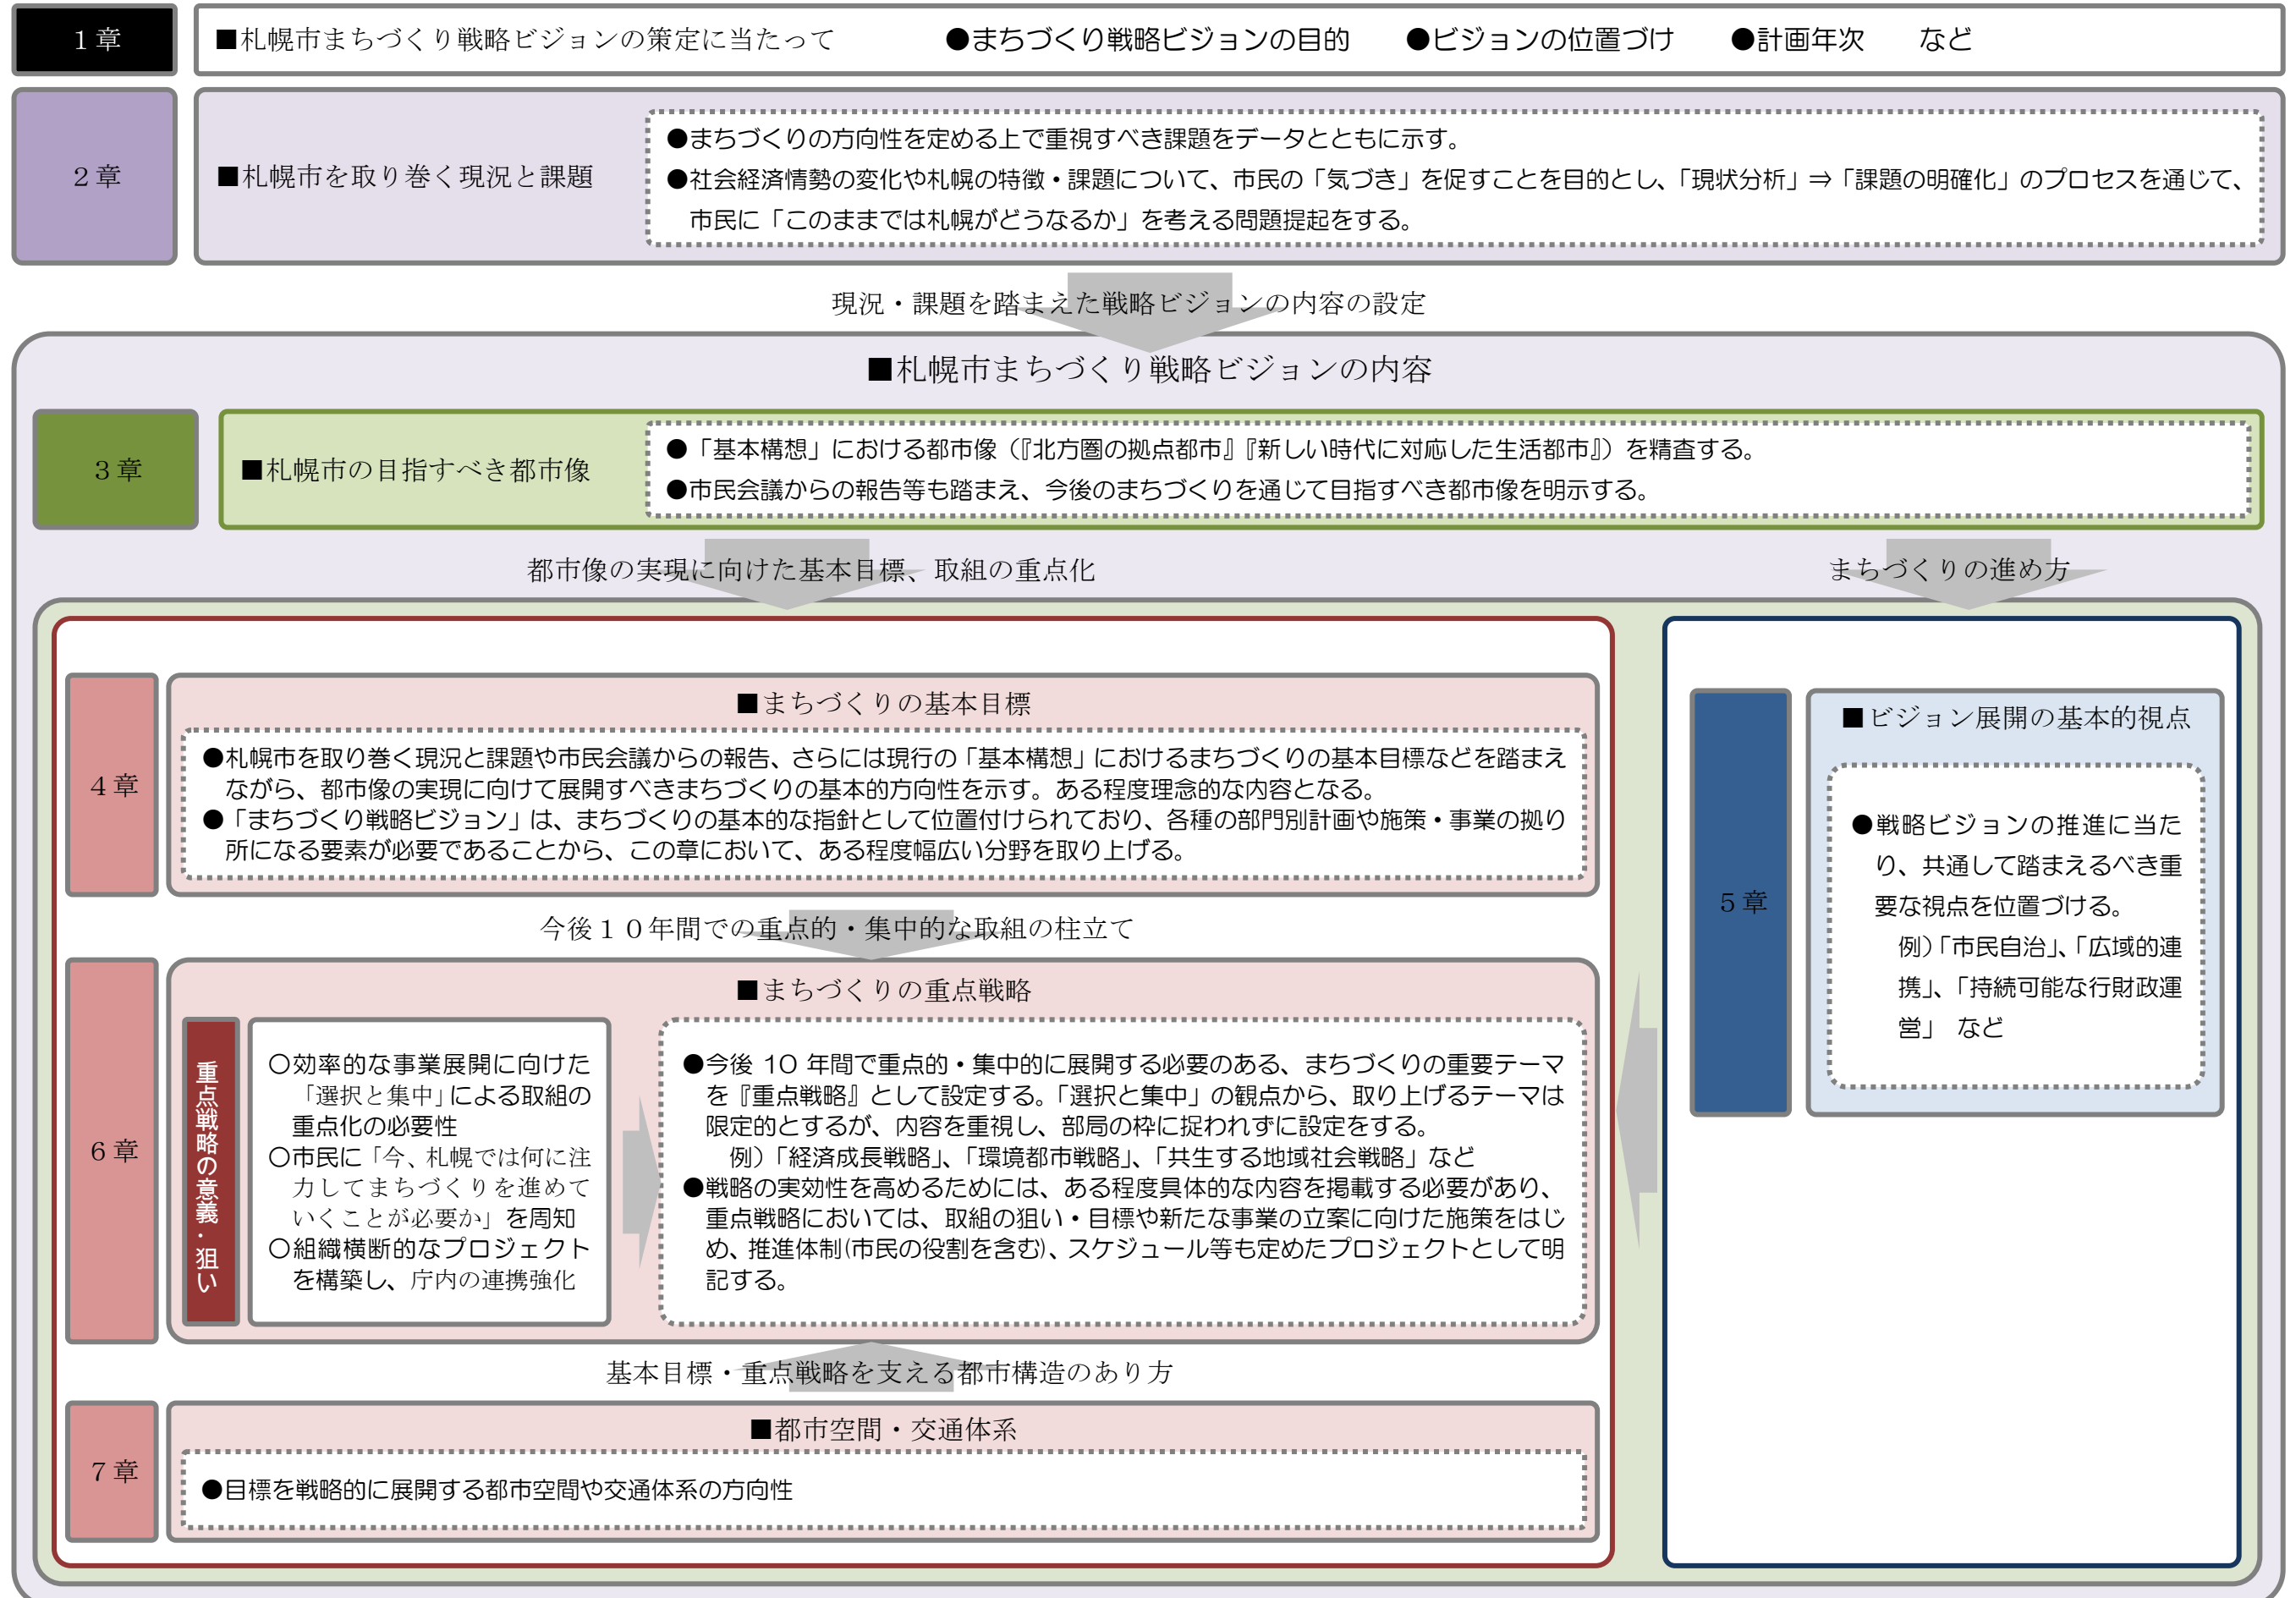 1章
■札幌市まちづくり戦略ビジョンの策定に当たって　●まちづくり戦略ビジョンの目的　●ビジョンの位置づけ　●計画年次　など
2章
■札幌市を取り巻く現況と課題
●まちづくりの方向性を定める上で重視すべき課題をデータとともに示す。
●社会経済情勢の変化や札幌の特徴・課題について、市民の「気づき」を促すことを目的とし、「現状分析」⇒「課題の明確化」のプロセスを通じて、
市民に「このままでは札幌がどうなるか」を考える問題提起をする。
現況・課題を踏まえた戦略ビジョンの内容の設定
■札幌市まちづくり戦略ビジョンの内容
3章
■札幌市の目指すべき都市像
●「基本構想」における都市像（『北方圏の拠点都市』『新しい時代に対応した生活都市』）を精査する。
●市民会議からの報告等も踏まえ、今後のまちづくりを通じて目指すべき都市像を明示する。
都市像の実現に向けた基本目標、取組の重点化
まちづくりの進め方
4章
■まちづくりの基本目標
●札幌市を取り巻く現況と課題や市民会議からの報告、さらには現行の「基本構想」におけるまちづくりの基本目標などを踏まえ
ながら、都市像の実現に向けて展開すべきまちづくりの基本的方向性を示す。ある程度理念的な内容となる。
●「まちづくり戦略ビジョン」は、まちづくりの基本的な指針として位置付けられており、各種の部門別計画や施策・事業の拠り
所になる要素が必要であることから、この章において、ある程度幅広い分野を取り上げる。
今後１０年間での重点的・集中的な取組の柱立て
6章
■まちづくりの重点戦略
重点戦略の意義・狙い
○効率的な事業展開に向けた
「選択と集中」による取組の
重点化の必要性
○市民に「今、札幌では何に注
力してまちづくりを進めて
いくことが必要か」を周知
○組織横断的なプロジェクト
を構築し、庁内の連携強化
●今後 10 年間で重点的・集中的に展開する必要のある、まちづくりの重要テーマ
を『重点戦略』として設定する。「選択と集中」の観点から、取り上げるテーマは
限定的とするが、内容を重視し、部局の枠に捉われずに設定をする。
例）「経済成長戦略」、「環境都市戦略」、「共生する地域社会戦略」など
●戦略の実効性を高めるためには、ある程度具体的な内容を掲載する必要があり、
重点戦略においては、取組の狙い・目標や新たな事業の立案に向けた施策をはじ
め、推進体制(市民の役割を含む)、スケジュール等も定めたプロジェクトとして明
記する。
基本目標・重点戦略を支える都市構造のあり方
7章
■都市空間・交通体系
●目標を戦略的に展開する都市空間や交通体系の方向性
5章
■ビジョン展開の基本的視点
●戦略ビジョンの推進に当た
り、共通して踏まえるべき重
要な視点を位置づける。
例）「市民自治」、「広域的連
携」、「持続可能な行財政運
営」 など